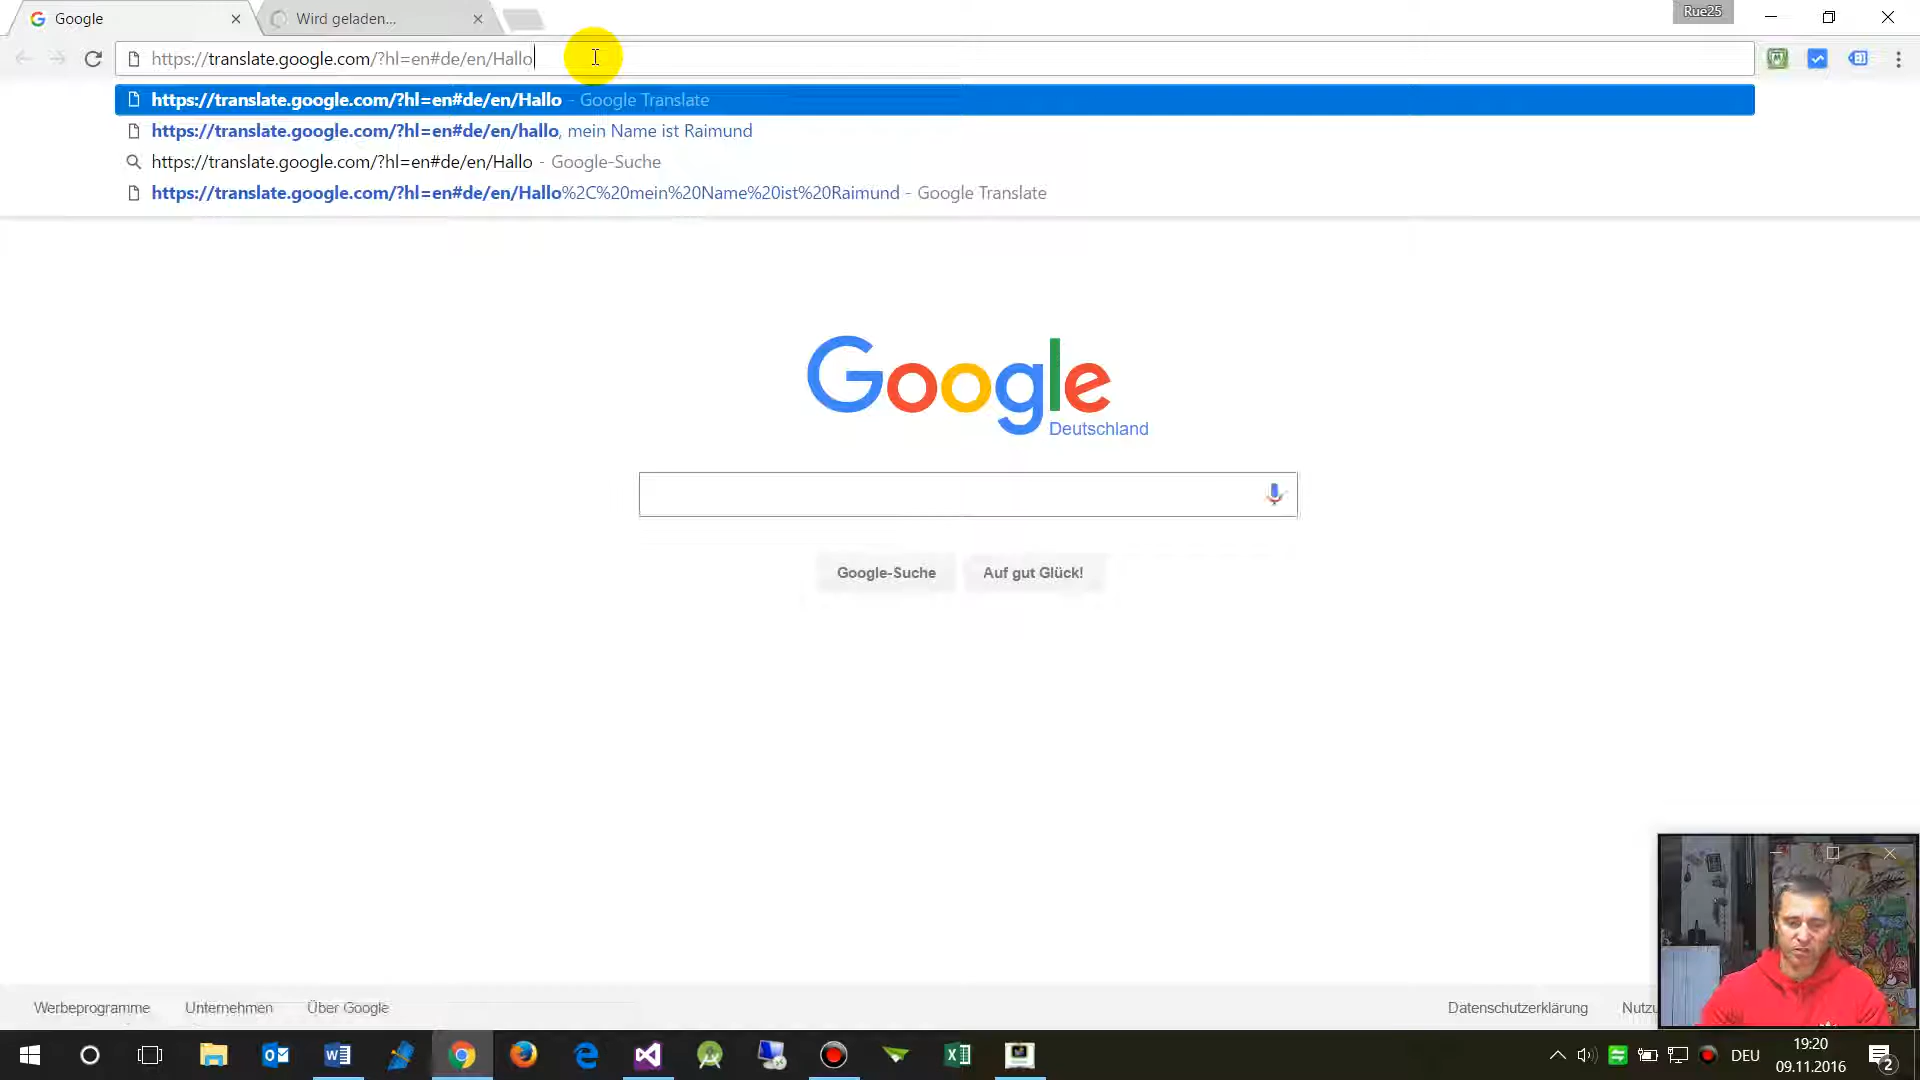 Google
Wird geladen...
Rue25
https://translate.google.com/?hl=en#de/en/Hallo
https://translate.google.com/?hl=en#de/en/Hallo - Google Translate
https://translate.google.com/?hl=en#de/en/hallo, mein Name ist Raimund
https://translate.google.com/?hl=en#de/en/Hallo - Google-Suche
https://translate.google.com/?hl=en#de/en/Hallo%2C%20mein%20Name%20ist%20Raimund - Google Translate
Google
Deutschland
Google-Suche
Auf gut Glück!
Werbeprogramme
Unternehmen
Über Google
Datenschutzerklärung
Nutzu
DEU
19:20
09.11.2016
2